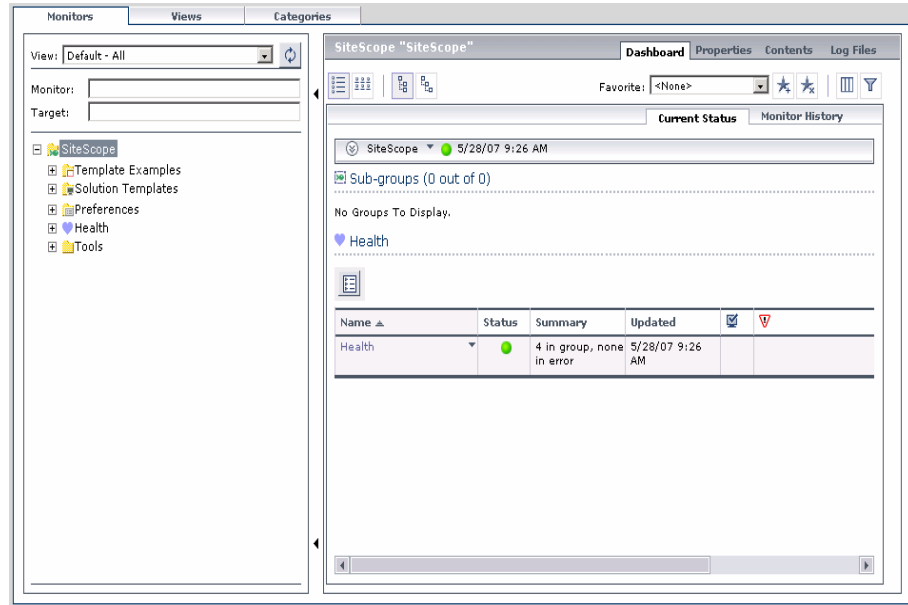 Monitors Views Categories
View: Default - All
Monitor:
Target:
SiteScope
Template Examples
Solution Templates
Preferences
Health
Tools
SiteScope "SiteScope"
Dashboard Properties Contents Log Files
Favorite: <None>
Current Status Monitor History
SiteScope 5/28/07 9:26 AM
Sub-groups (0 out of 0)
No Groups To Display.
Health
Name Status Summary Updated
Health 4 in group, none 5/28/07 9:26
in error AM